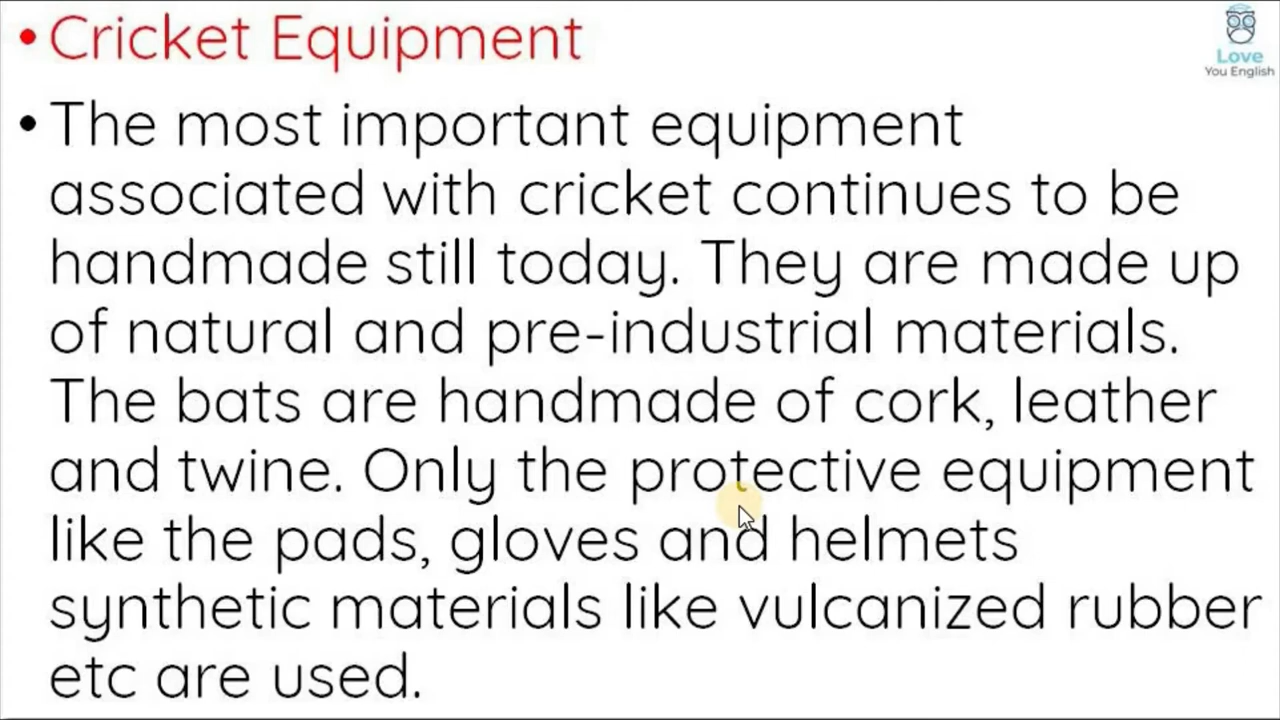 • Cricket Equipment
Love
You English
• The most important equipment
associated with cricket continues to be
handmade still today. They are made up
of natural and pre-industrial materials.
The bats are handmade of cork, leather
and twine. Only the protective equipment
like the pads, gloves and helmets
synthetic materials like vulcanized rubber
etc are used.